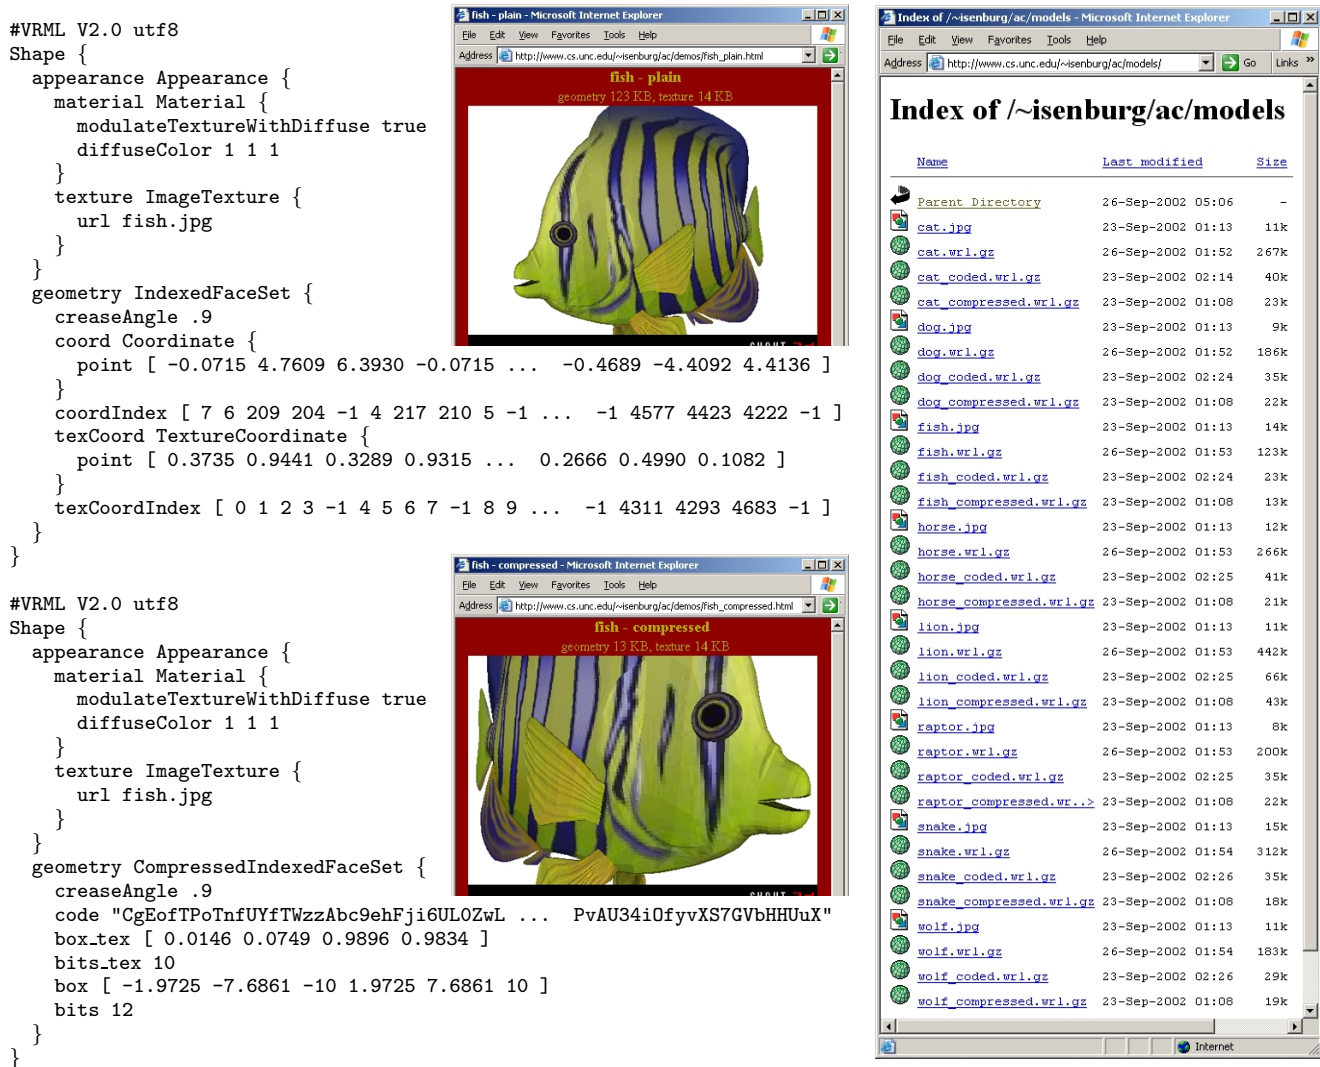 #VRML V2.0 utf8
Shape {
appearance Appearance {
material Material {
modulateTextureWithDiffuse true
diffuseColor 1 1 1
}
texture ImageTexture {
url fish.jpg
}
}
geometry IndexedFaceSet {
creaseAngle .9
coord Coordinate {
point [ -0.0715 4.7609 6.3930 -0.0715 ... -0.4689 -4.4092 4.4136 ]
}
coordIndex [ 7 6 209 204 -1 4 217 210 5 -1 ... -1 4577 4423 4222 -1 ]
texCoord TextureCoordinate {
point [ 0.3735 0.9441 0.3289 0.9315 ... 0.2666 0.4990 0.1082 ]
}
texCoordIndex [ 0 1 2 3 -1 4 5 6 7 -1 8 9 ... -1 4311 4293 4683 -1 ]
}
}
fish - plain - Microsoft Internet Explorer
File Edit View Favorites Tools Help
Address http://www.cs.unc.edu/~isenburg/ac/demos/fish_plain.html
fish - plain
geometry 123 KB, texture 14 KB
#VRML V2.0 utf8
Shape {
appearance Appearance {
material Material {
modulateTextureWithDiffuse true
diffuseColor 1 1 1
}
texture ImageTexture {
url fish.jpg
}
}
geometry CompressedIndexedFaceSet {
creaseAngle .9
code "CgEofTPoTnfUYfTWzzAbc9ehFji6ULOZwL ... PvAU34iOfyvXS7GVbHHUuX"
box_tex [ 0.0146 0.0749 0.9896 0.9834 ]
bits_tex 10
box [ -1.9725 -7.6861 -10 1.9725 7.6861 10 ]
bits 12
}
}
fish - compressed - Microsoft Internet Explorer
File Edit View Favorites Tools Help
Address http://www.cs.unc.edu/~isenburg/ac/demos/fish_compressed.html
fish - compressed
geometry 13 KB, texture 14 KB
Index of /~isenburg/ac/models - Microsoft Internet Explorer
File Edit View Favorites Tools Help
Address http://www.cs.unc.edu/~isenburg/ac/models/ Go Links »
Index of /~isenburg/ac/models
Name Last modified Size
Parent Directory 26-Sep-2002 05:06 -
cat.jpg 23-Sep-2002 01:13 11k
cat.wrl.gz 26-Sep-2002 01:52 267k
cat_coded.wrl.gz 23-Sep-2002 02:14 40k
cat_compressed.wrl.gz 23-Sep-2002 01:08 23k
dog.jpg 23-Sep-2002 01:13 9k
dog.wrl.gz 26-Sep-2002 01:52 186k
dog_coded.wrl.gz 23-Sep-2002 02:24 35k
dog_compressed.wrl.gz 23-Sep-2002 01:08 22k
fish.jpg 23-Sep-2002 01:13 14k
fish.wrl.gz 26-Sep-2002 01:53 123k
fish_coded.wrl.gz 23-Sep-2002 02:24 23k
fish_compressed.wrl.gz 23-Sep-2002 01:08 13k
horse.jpg 23-Sep-2002 01:13 12k
horse.wrl.gz 26-Sep-2002 01:53 266k
horse_coded.wrl.gz 23-Sep-2002 02:25 41k
horse_compressed.wrl.gz 23-Sep-2002 01:08 21k
lion.jpg 23-Sep-2002 01:13 11k
lion.wrl.gz 26-Sep-2002 01:53 442k
lion_coded.wrl.gz 23-Sep-2002 02:25 66k
lion_compressed.wrl.gz 23-Sep-2002 01:08 43k
raptor.jpg 23-Sep-2002 01:13 8k
raptor.wrl.gz 26-Sep-2002 01:53 200k
raptor_coded.wrl.gz 23-Sep-2002 02:25 35k
raptor_compressed.wr..> 23-Sep-2002 01:08 22k
snake.jpg 23-Sep-2002 01:13 15k
snake.wrl.gz 26-Sep-2002 01:54 312k
snake_coded.wrl.gz 23-Sep-2002 02:26 35k
snake_compressed.wrl.gz 23-Sep-2002 01:08 18k
wolf.jpg 23-Sep-2002 01:13 11k
wolf.wrl.gz 26-Sep-2002 01:54 183k
wolf_coded.wrl.gz 23-Sep-2002 02:26 29k
wolf_compressed.wrl.gz 23-Sep-2002 01:08 19k
Internet